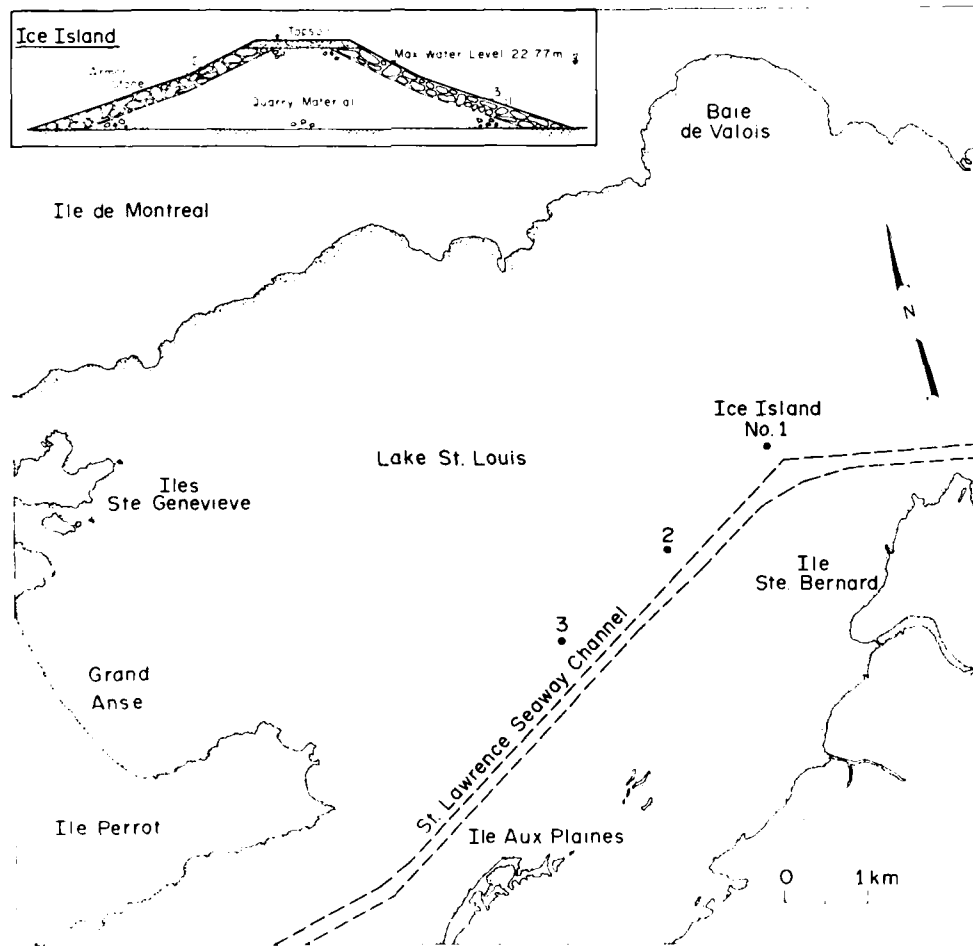 Ice Island
Topsoil
Max Water Level 22.77m
Armor
Stone
Quarry Material
Baie
de Valois
Ile de Montreal
N
Ice Island
No. 1
Lake St. Louis
Iles
Ste Genevieve
2
Ile
Ste. Bernard
3
St. Lawrence Seaway Channel
Grand
Anse
Ile Perrot
Ile Aux Plaines
0 1 km